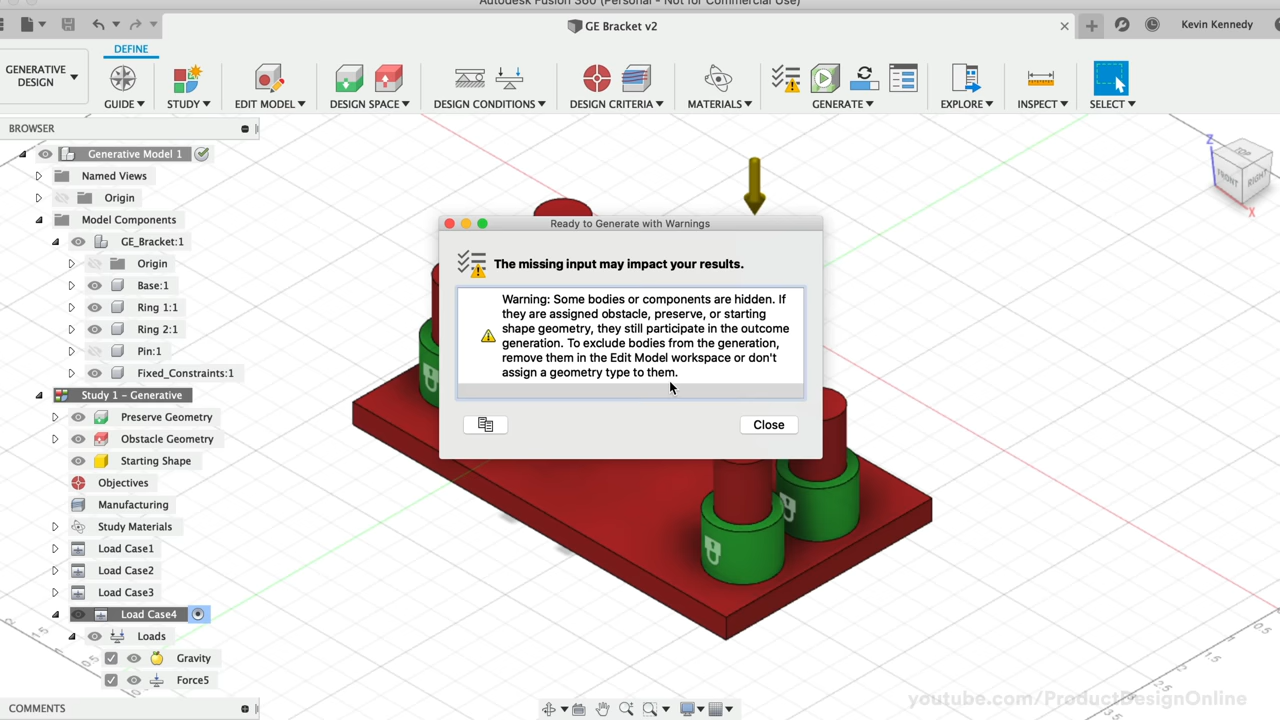 Autodesk Fusion 360 (Personal - Not for Commercial Use)
GE Bracket v2
Kevin Kennedy
GENERATIVE DESIGN
DEFINE
GUIDE
STUDY
EDIT MODEL
DESIGN SPACE
DESIGN CONDITIONS
DESIGN CRITERIA
MATERIALS
GENERATE
EXPLORE
INSPECT
SELECT
BROWSER
Generative Model 1
Named Views
Origin
Model Components
GE_Bracket:1
Origin
Base:1
Ring 1:1
Ring 2:1
Pin:1
Fixed_Constraints:1
Study 1 - Generative
Preserve Geometry
Obstacle Geometry
Starting Shape
Objectives
Manufacturing
Study Materials
Load Case1
Load Case2
Load Case3
Load Case4
Loads
Gravity
Force5
COMMENTS
Ready to Generate with Warnings
The missing input may impact your results.
Warning: Some bodies or components are hidden. If
they are assigned obstacle, preserve, or starting
shape geometry, they still participate in the outcome
generation. To exclude bodies from the generation,
remove them in the Edit Model workspace or don't
assign a geometry type to them.
Close
Z
TOP
FRONT
RIGHT
X
youtube.com/ProductDesignOnline